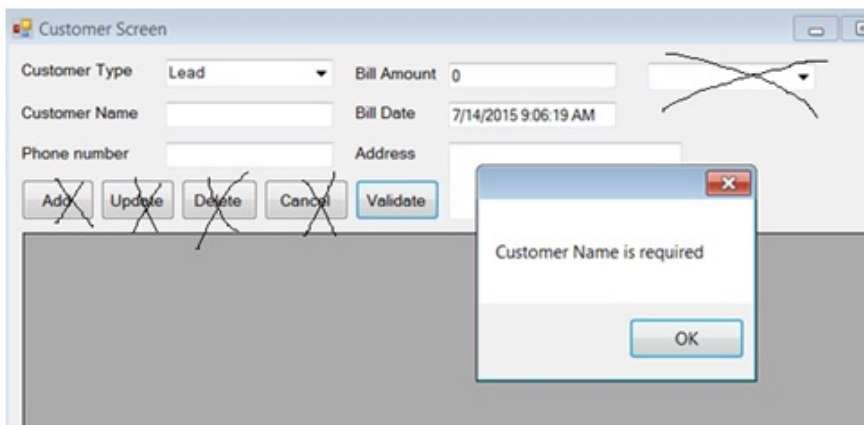 Customer Screen
Customer Type Lead Bill Amount 0
Customer Name Bill Date 7/14/2015 9:06:19 AM
Phone number Address
Add Update Delete Cancel Validate
Customer Name is required
OK